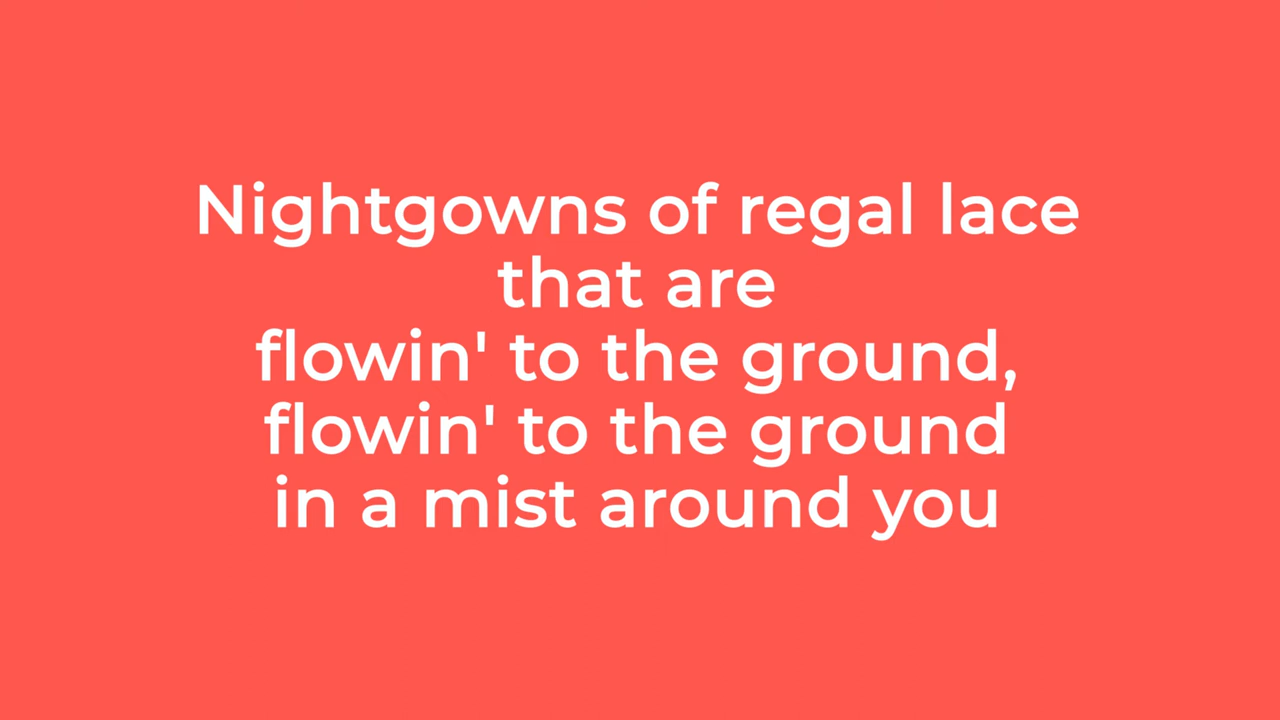 Nightgowns of regal lace
that are
flowin' to the ground,
flowin' to the ground
in a mist around you